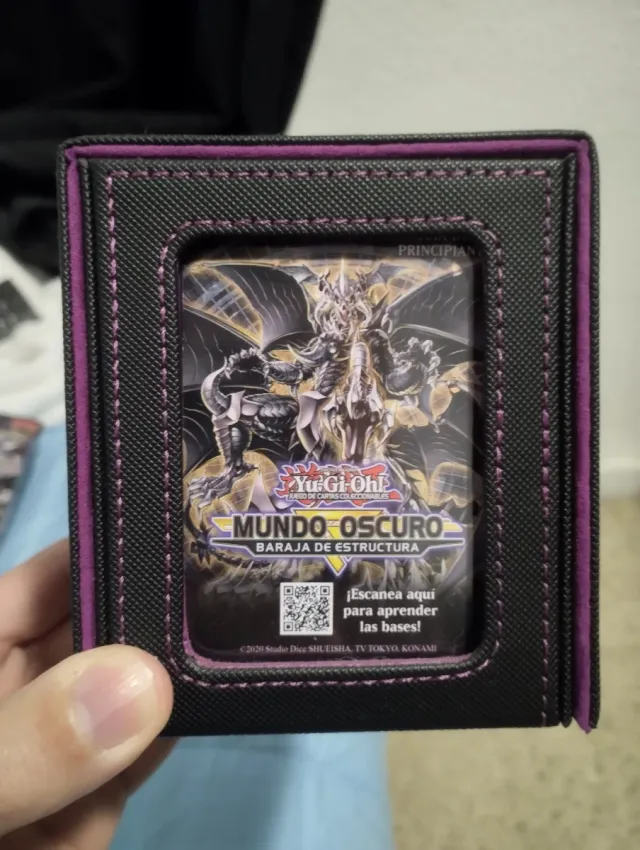 PRINCIPIAN
Yu-Gi-Oh!
JUEGO DE CARTAS COLECCIONABLES
MUNDO OSCURO
BARAJA DE ESTRUCTURA
¡Escanea aquí
para aprender
las bases!
©2020 Studio Dice/SHUEISHA, TV TOKYO, KONAMI